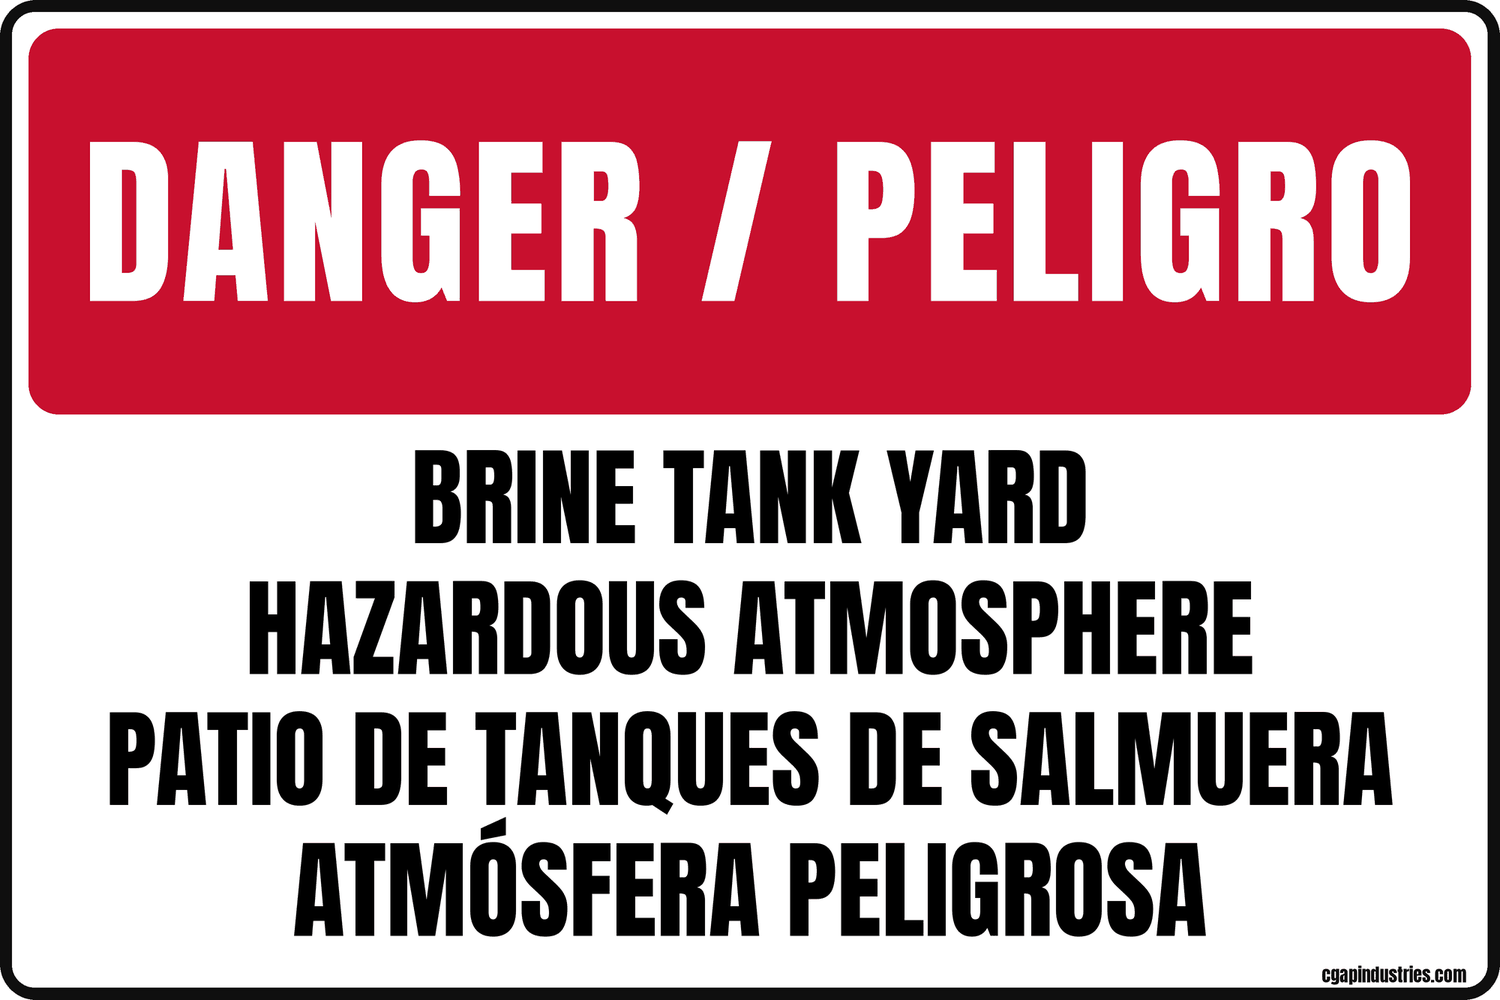 DANGER / PELIGRO
BRINE TANK YARD
HAZARDOUS ATMOSPHERE
PATIO DE TANQUES DE SALMUERA
ATMÓSFERA PELIGROSA
cgapindustries.com